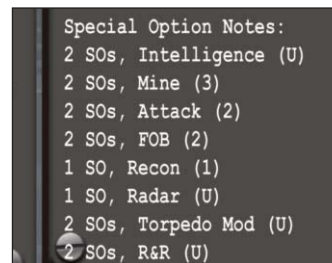 Special Option Notes:
2 SOs, Intelligence (U)
2 SOs, Mine (3)
2 SOs, Attack (2)
2 SOs, FOB (2)
1 SO, Recon (1)
1 SO, Radar (U)
2 SOs, Torpedo Mod (U)
2 SOs, R&R (U)